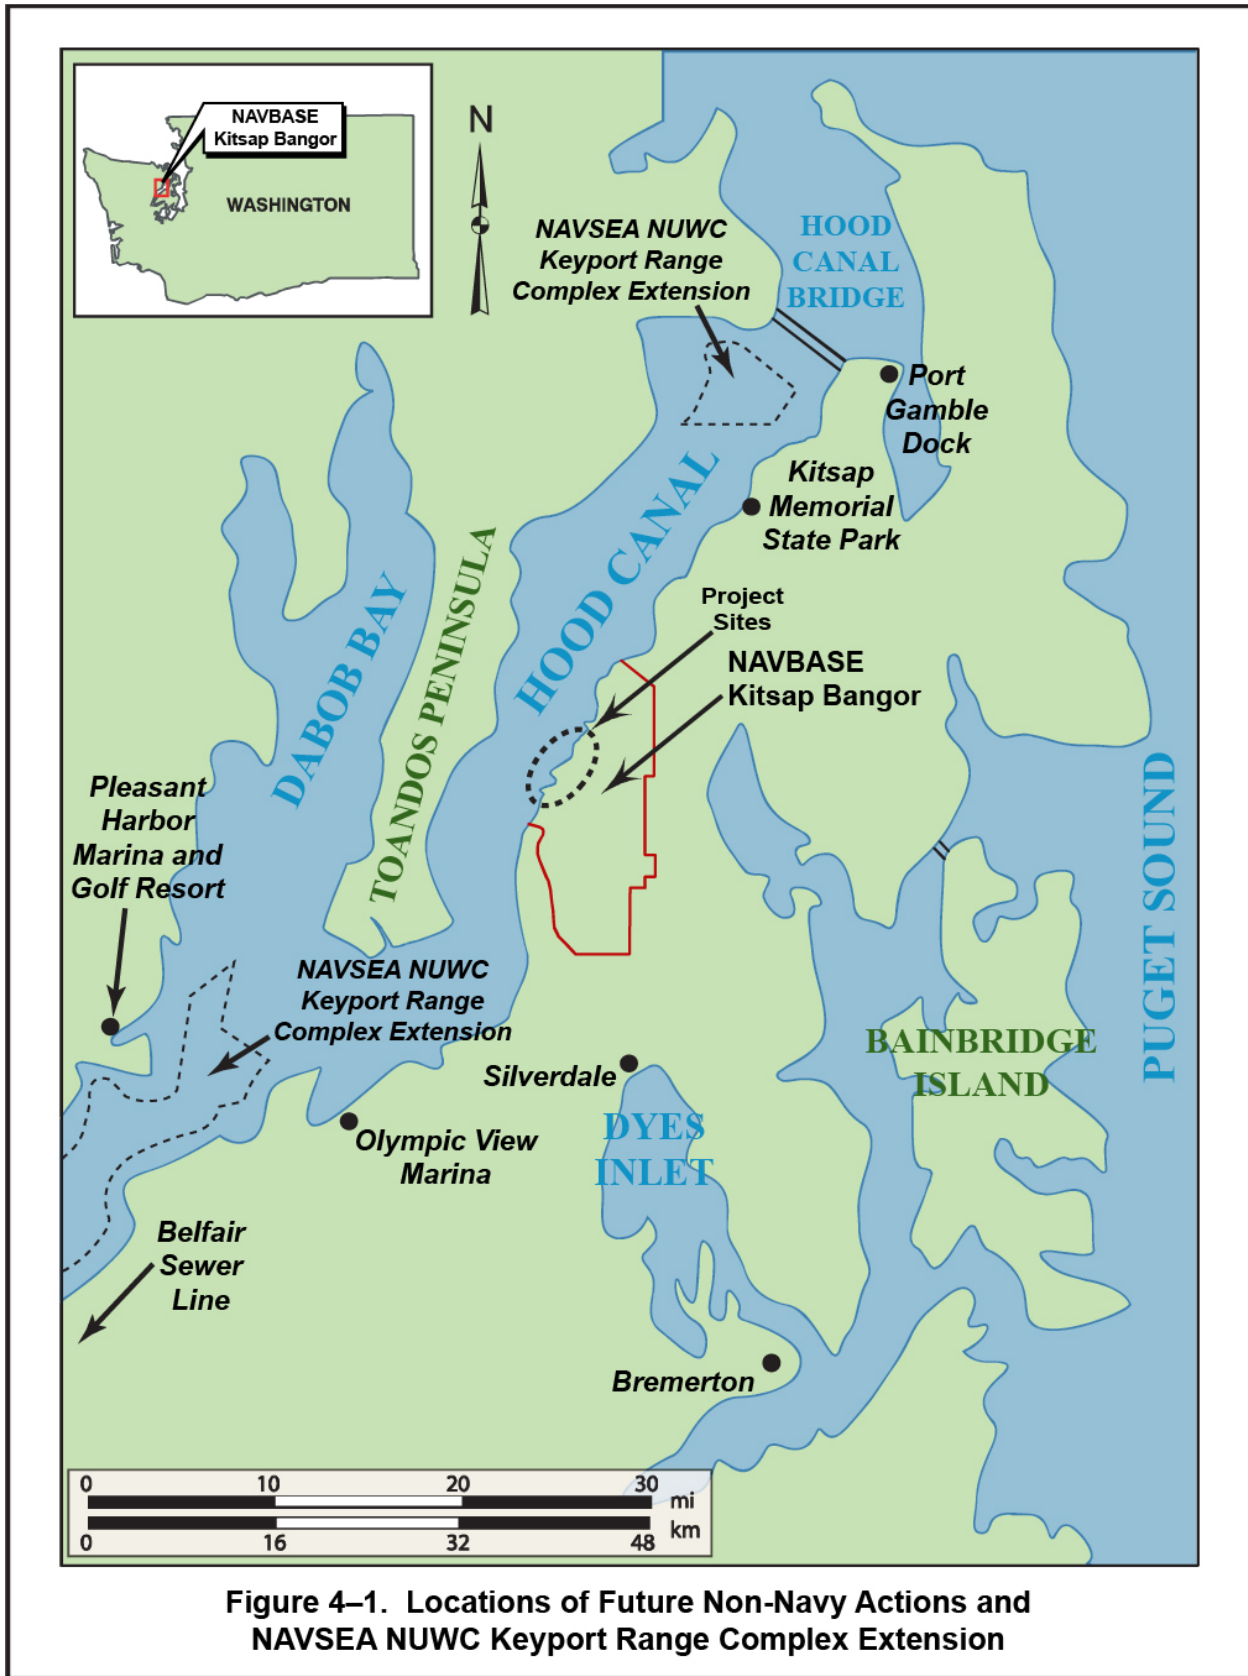 NAVBASE
Kitsap Bangor
WASHINGTON
N
NAVSEA NUWC
Keyport Range
Complex Extension
HOOD
CANAL
BRIDGE
Port
Gamble
Dock
Kitsap
Memorial
State Park
HOOD CANAL
DABOB BAY
TOANDOS PENINSULA
Project
Sites
NAVBASE
Kitsap Bangor
Pleasant
Harbor
Marina and
Golf Resort
PUGET SOUND
NAVSEA NUWC
Keyport Range
Complex Extension
BAINBRIDGE
ISLAND
Silverdale
DYES
INLET
Olympic View
Marina
Belfair
Sewer
Line
Bremerton
0 10 20 30
mi
km
0 16 32 48
Figure 4–1. Locations of Future Non-Navy Actions and
NAVSEA NUWC Keyport Range Complex Extension